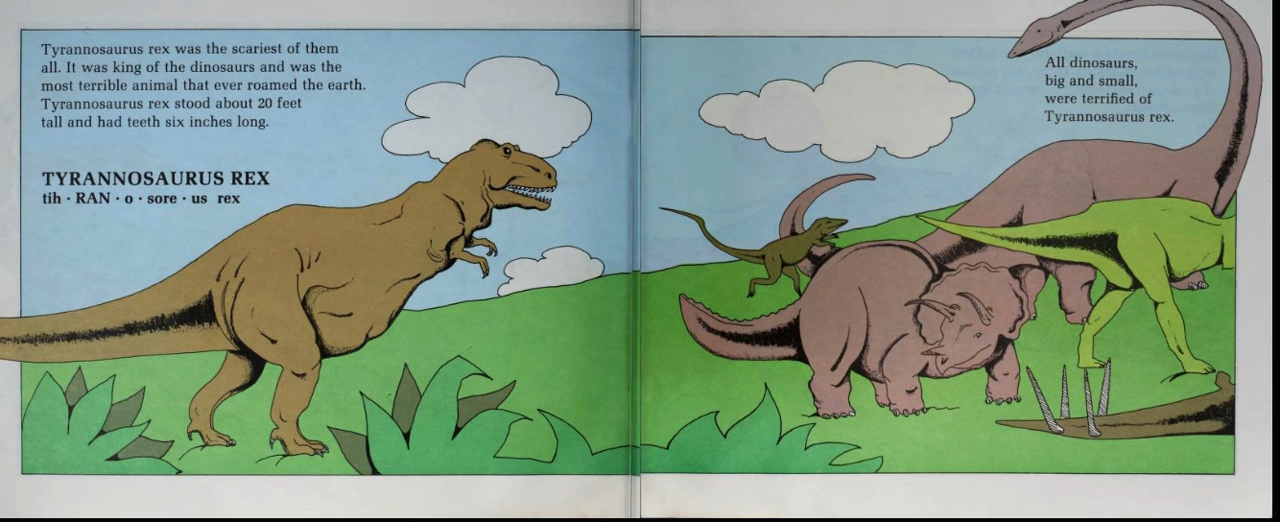 Tyrannosaurus rex was the scariest of them
all. It was king of the dinosaurs and was the
most terrible animal that ever roamed the earth.
Tyrannosaurus rex stood about 20 feet
tall and had teeth six inches long.
TYRANNOSAURUS REX
tih · RAN · o · sore · us rex
All dinosaurs,
big and small,
were terrified of
Tyrannosaurus rex.